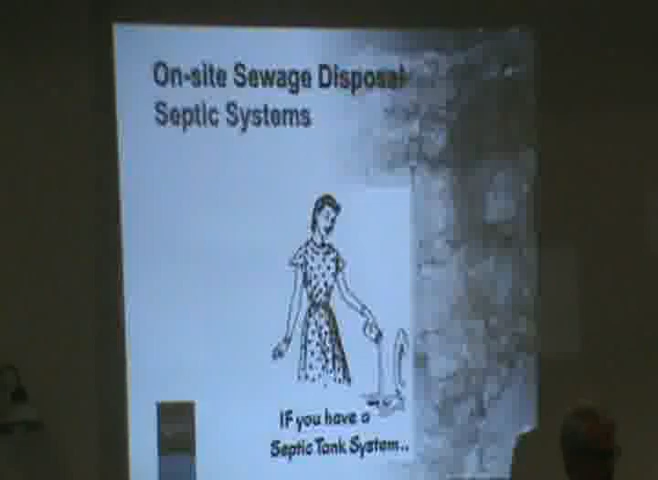 On-site Sewage Disposal
Septic Systems
IF you have a
Septic Tank System..